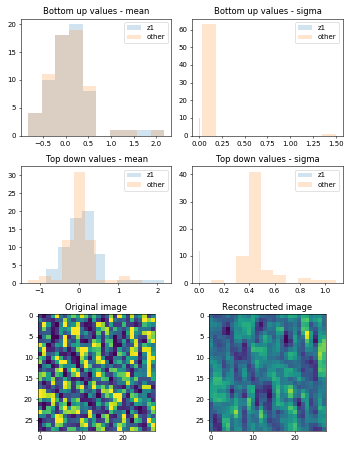 Bottom up values - mean
Bottom up values - sigma
20
15
10
5
0
−0.5 0.0 0.5 1.0 1.5 2.0
z1
other
60
50
40
30
20
10
0
0.00 0.25 0.50 0.75 1.00 1.25 1.50
z1
other
Top down values - mean
Top down values - sigma
30
25
20
15
10
5
0
−1 0 1 2
z1
other
40
30
20
10
0
0.0 0.2 0.4 0.6 0.8 1.0
z1
other
Original image
Reconstructed image
0
5
10
15
20
25
0 10 20
0
5
10
15
20
25
0 10 20